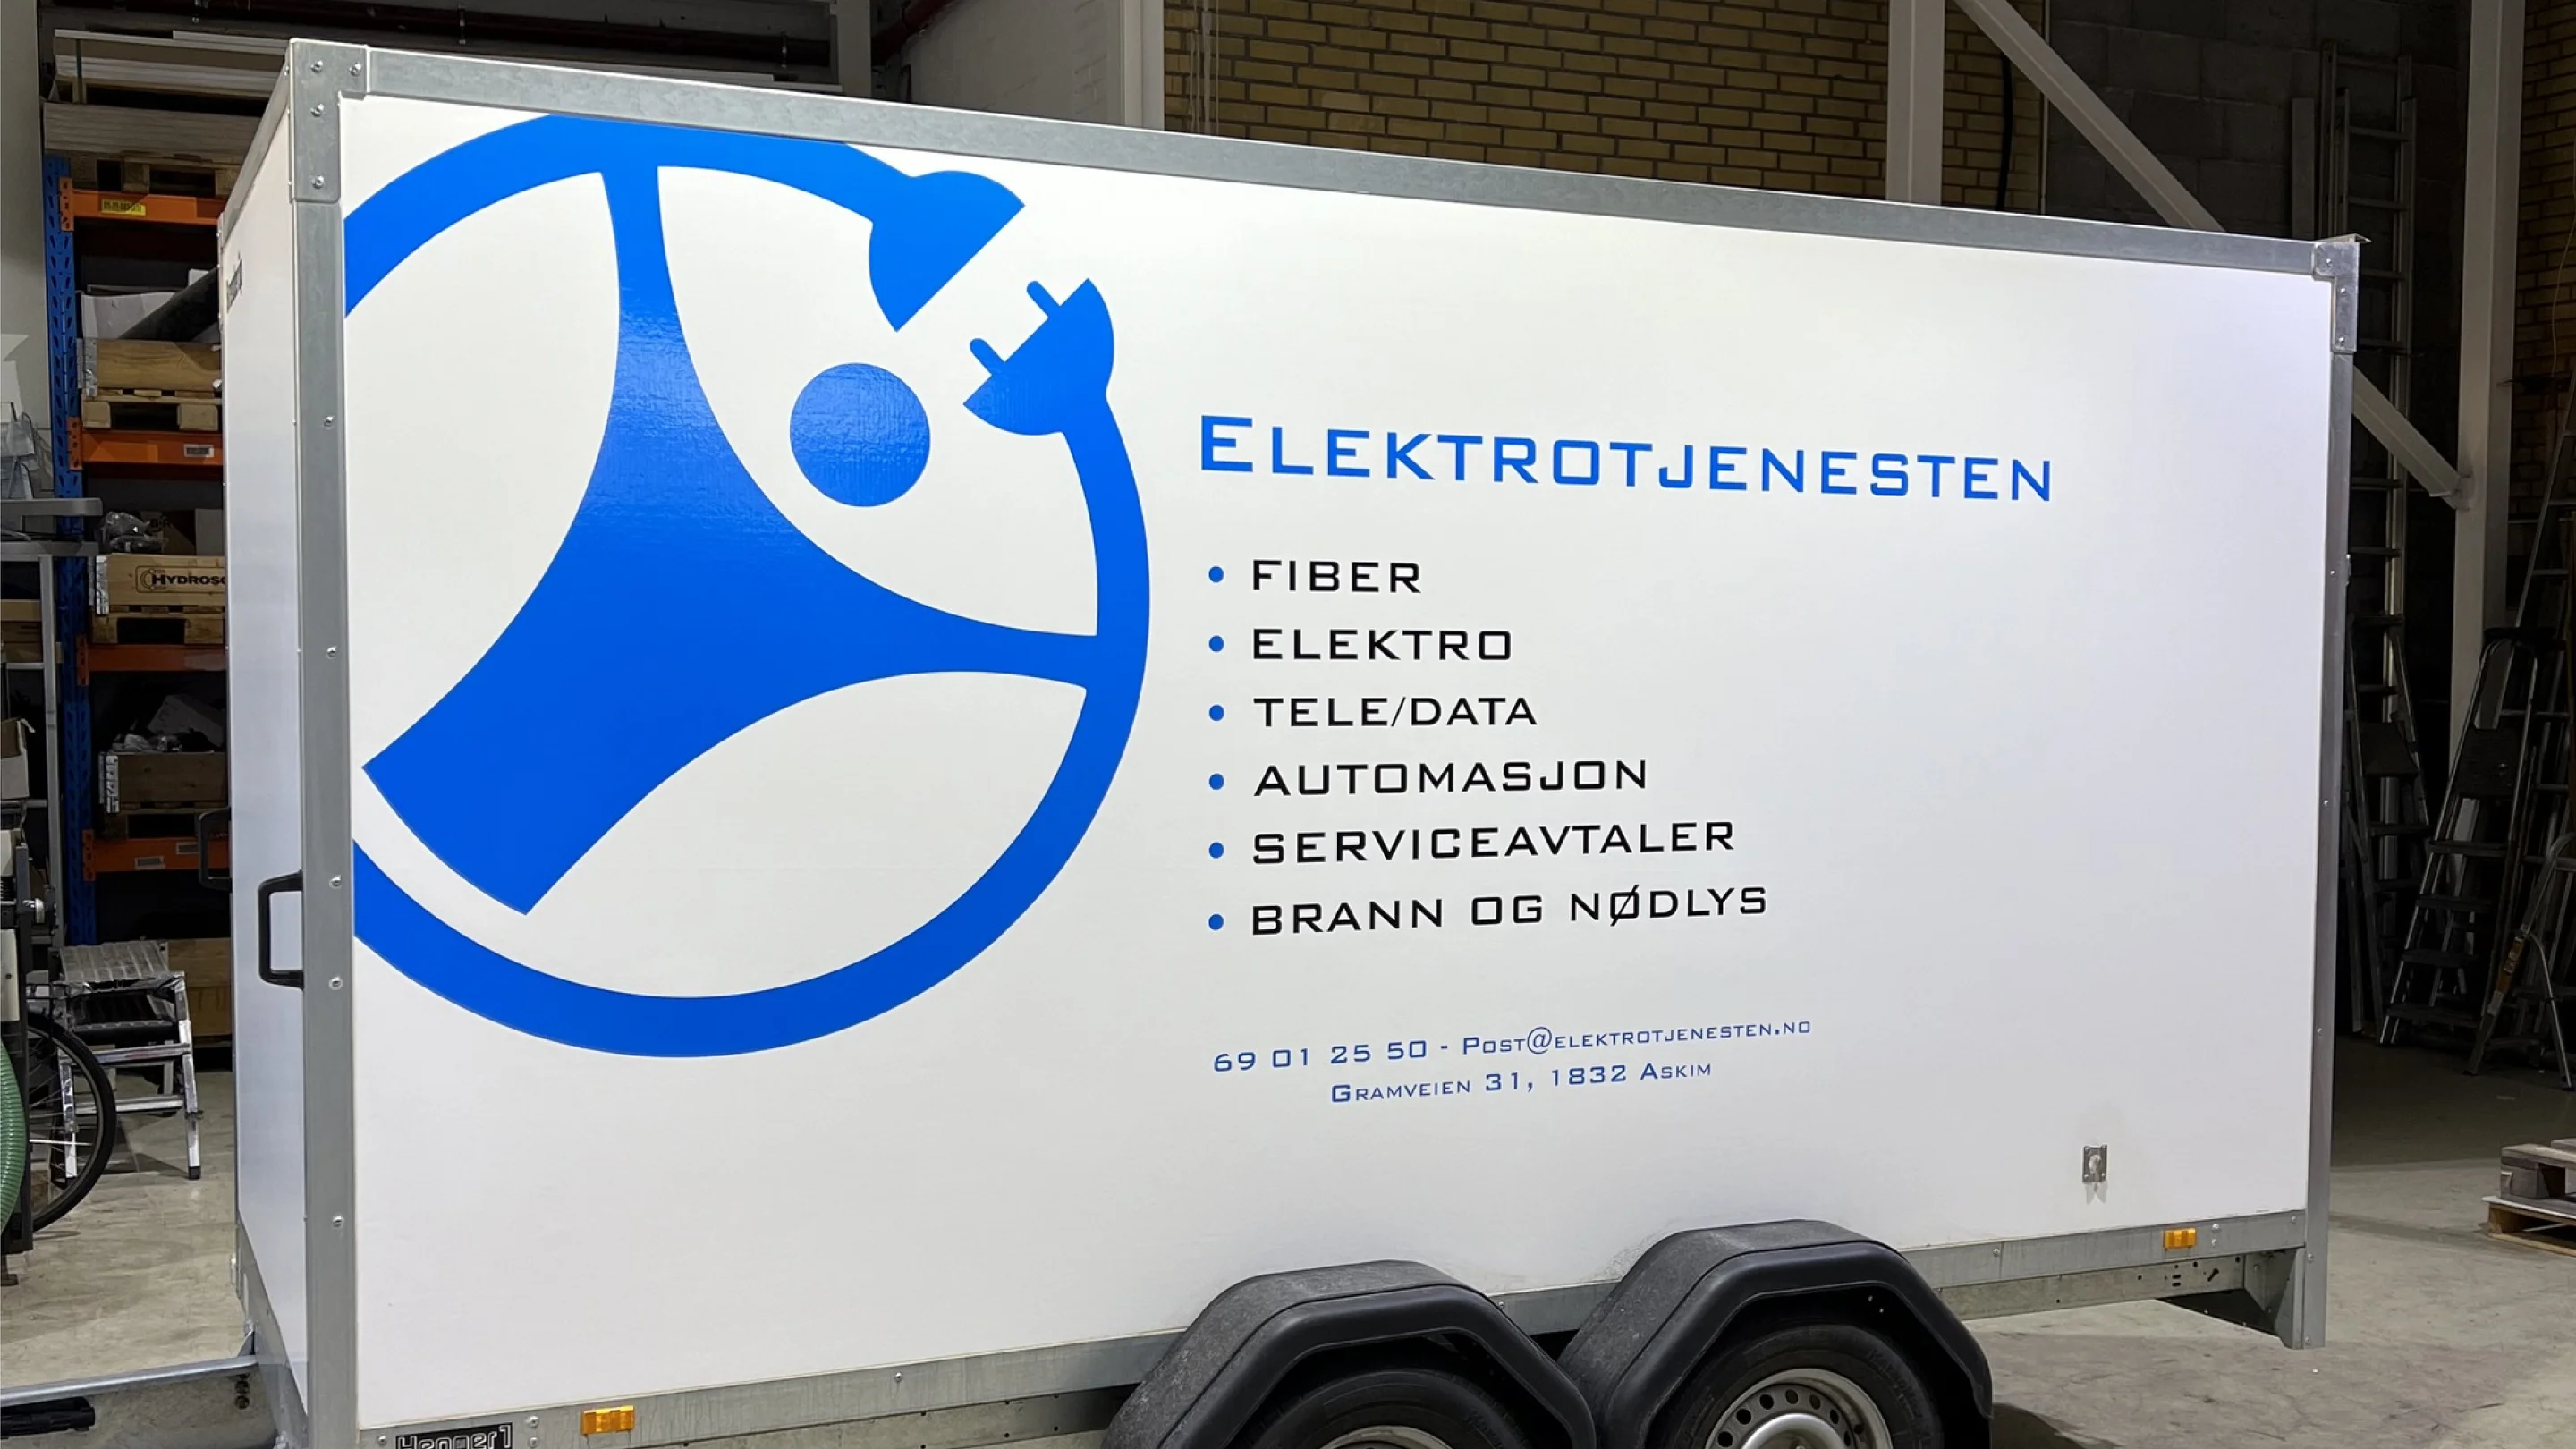 ELEKTROTJENESTEN
• FIBER
• ELEKTRO
• TELE/DATA
• AUTOMASJON
• SERVICEAVTALER
• BRANN OG NØDLYS
69 01 25 50 - POST@ELEKTROTJENESTEN.NO
GRAMVEIEN 31, 1832 ASKIM